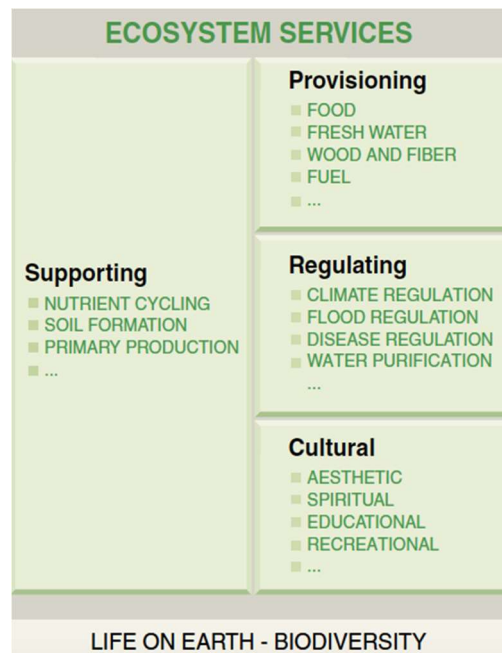 ECOSYSTEM SERVICES
Supporting
NUTRIENT CYCLING
SOIL FORMATION
PRIMARY PRODUCTION
...
Provisioning
FOOD
FRESH WATER
WOOD AND FIBER
FUEL
...
Regulating
CLIMATE REGULATION
FLOOD REGULATION
DISEASE REGULATION
WATER PURIFICATION
...
Cultural
AESTHETIC
SPIRITUAL
EDUCATIONAL
RECREATIONAL
...
LIFE ON EARTH - BIODIVERSITY